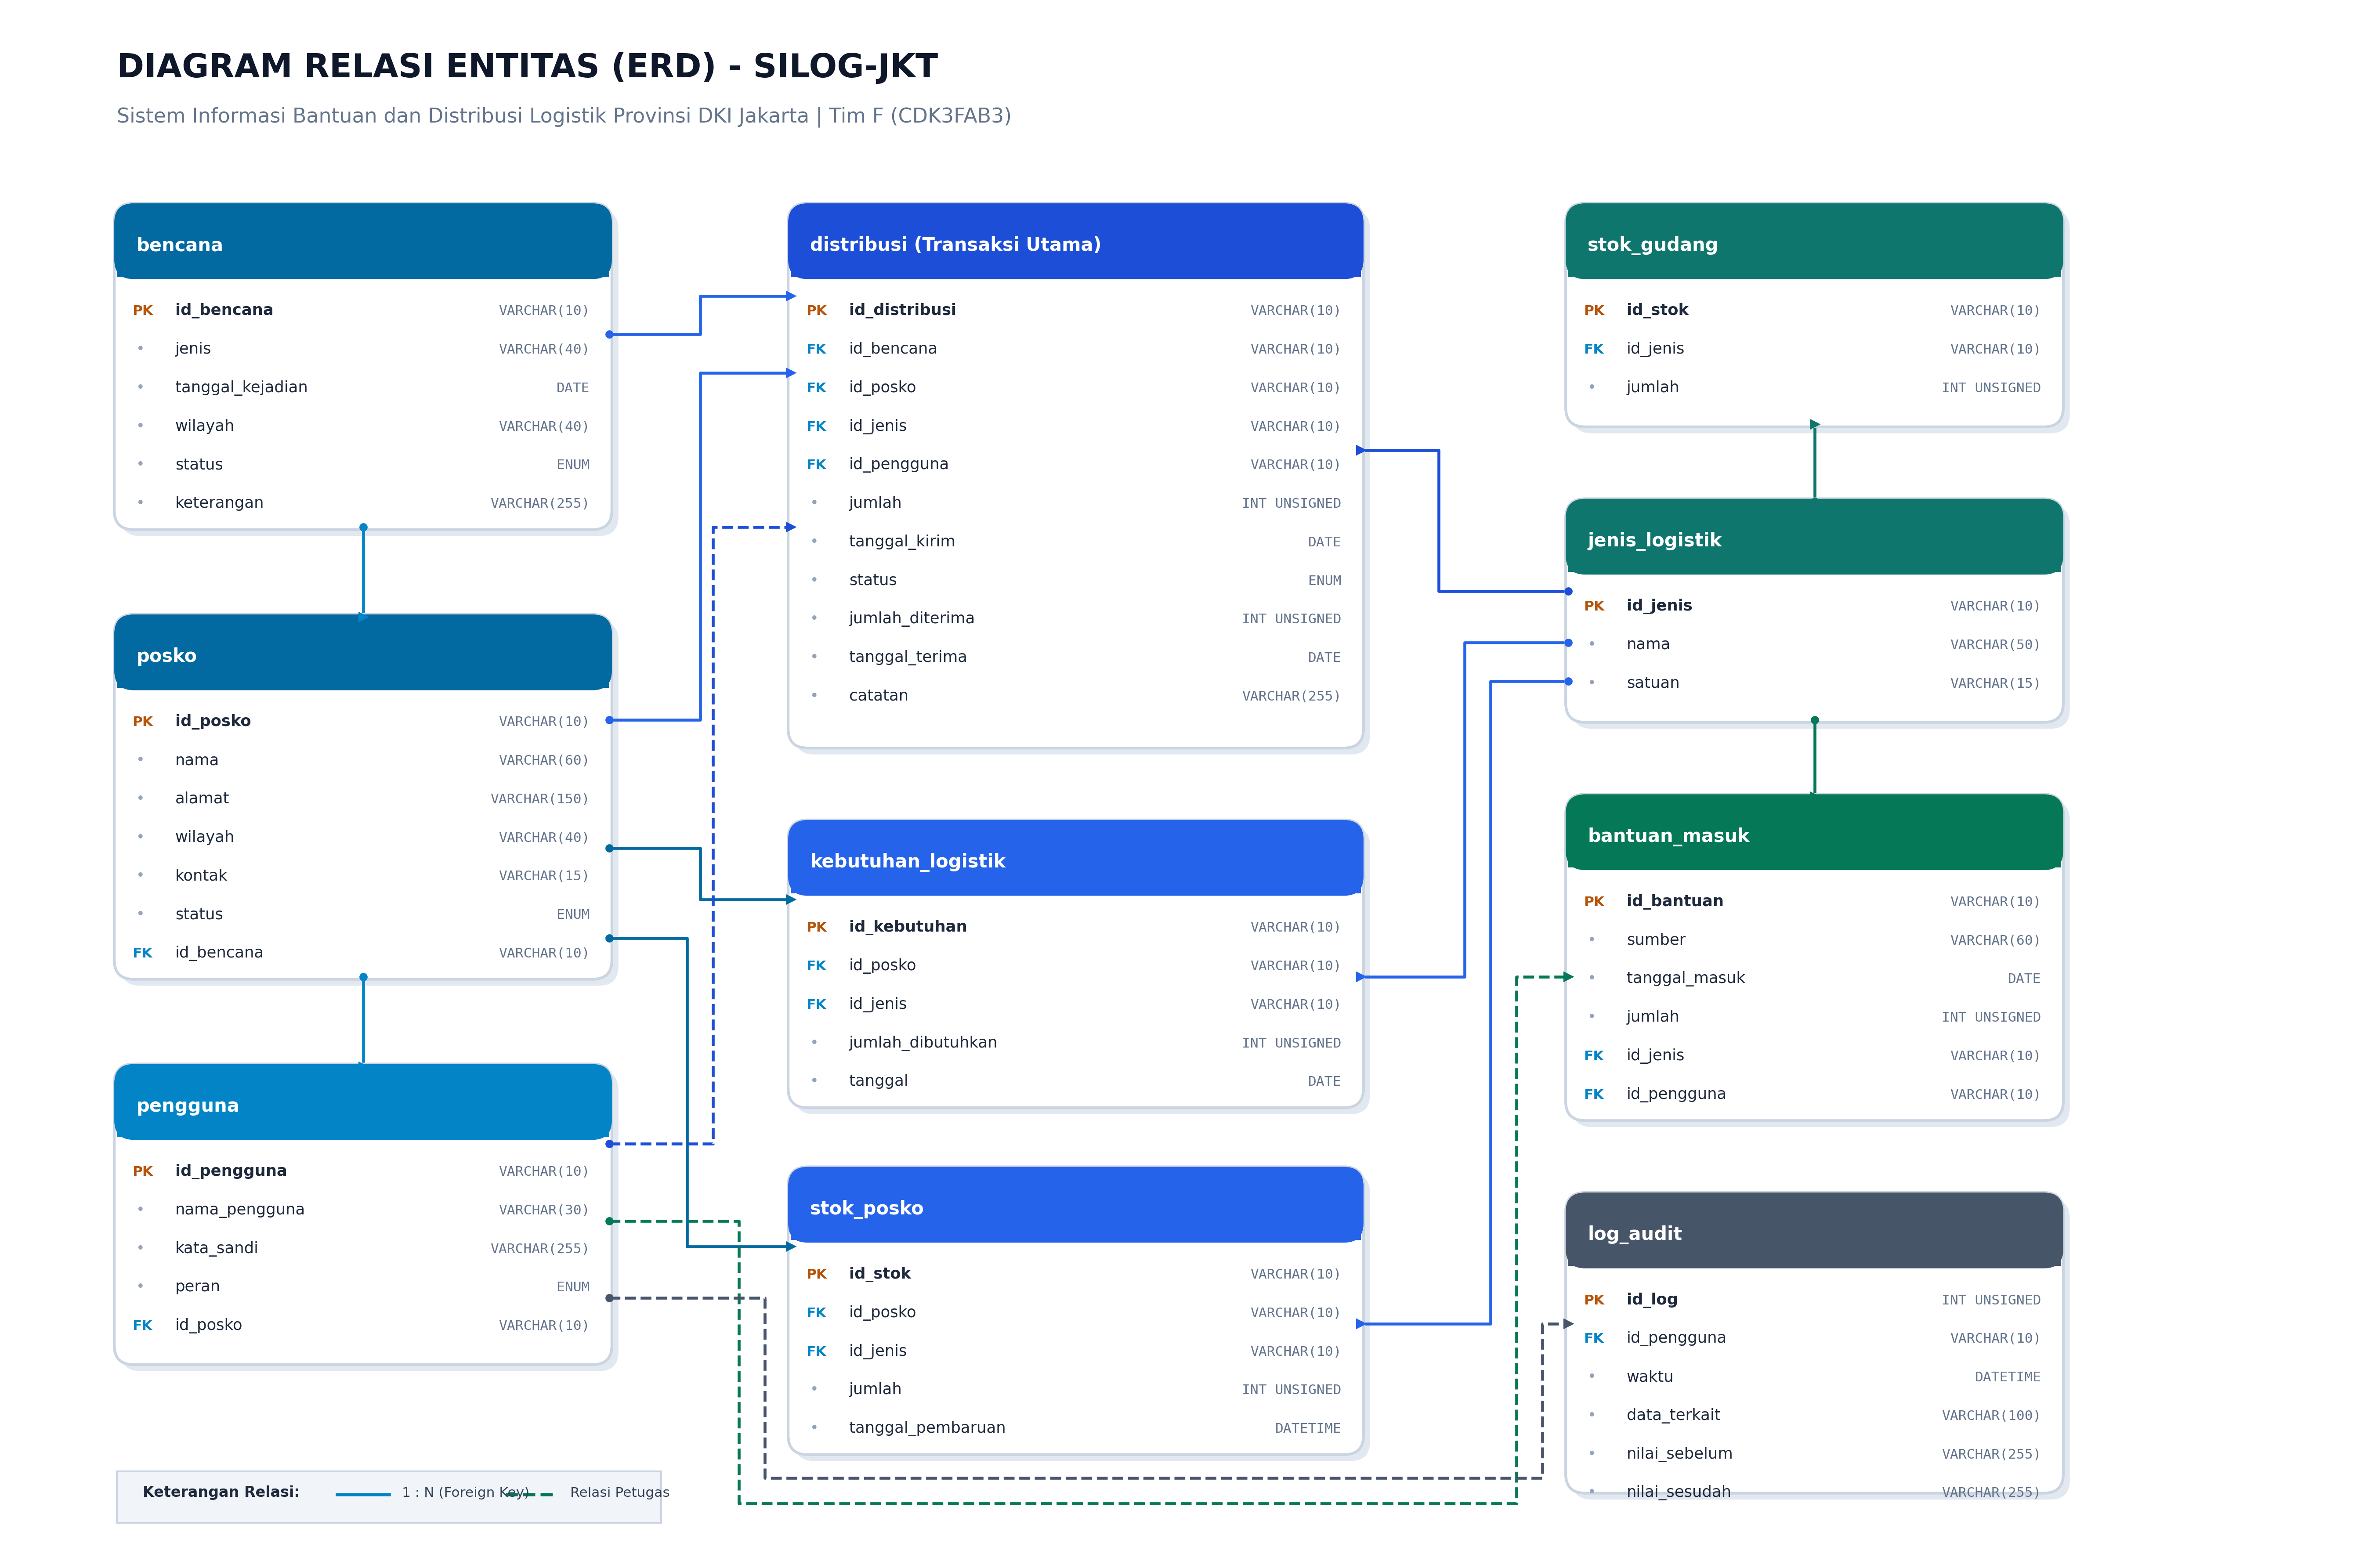 DIAGRAM RELASI ENTITAS (ERD) - SILOG-JKT
Sistem Informasi Bantuan dan Distribusi Logistik Provinsi DKI Jakarta | Tim F (CDK3FAB3)
bencana
PK id_bencana VARCHAR(10)
• jenis VARCHAR(40)
• tanggal_kejadian DATE
• wilayah VARCHAR(40)
• status ENUM
• keterangan VARCHAR(255)
posko
PK id_posko VARCHAR(10)
• nama VARCHAR(60)
• alamat VARCHAR(150)
• wilayah VARCHAR(40)
• kontak VARCHAR(15)
• status ENUM
FK id_bencana VARCHAR(10)
pengguna
PK id_pengguna VARCHAR(10)
• nama_pengguna VARCHAR(30)
• kata_sandi VARCHAR(255)
• peran ENUM
FK id_posko VARCHAR(10)
distribusi (Transaksi Utama)
PK id_distribusi VARCHAR(10)
FK id_bencana VARCHAR(10)
FK id_posko VARCHAR(10)
FK id_jenis VARCHAR(10)
FK id_pengguna VARCHAR(10)
• jumlah INT UNSIGNED
• tanggal_kirim DATE
• status ENUM
• jumlah_diterima INT UNSIGNED
• tanggal_terima DATE
• catatan VARCHAR(255)
kebutuhan_logistik
PK id_kebutuhan VARCHAR(10)
FK id_posko VARCHAR(10)
FK id_jenis VARCHAR(10)
• jumlah_dibutuhkan INT UNSIGNED
• tanggal DATE
stok_posko
PK id_stok VARCHAR(10)
FK id_posko VARCHAR(10)
FK id_jenis VARCHAR(10)
• jumlah INT UNSIGNED
• tanggal_pembaruan DATETIME
stok_gudang
PK id_stok VARCHAR(10)
FK id_jenis VARCHAR(10)
• jumlah INT UNSIGNED
jenis_logistik
PK id_jenis VARCHAR(10)
• nama VARCHAR(50)
• satuan VARCHAR(15)
bantuan_masuk
PK id_bantuan VARCHAR(10)
• sumber VARCHAR(60)
• tanggal_masuk DATE
• jumlah INT UNSIGNED
FK id_jenis VARCHAR(10)
FK id_pengguna VARCHAR(10)
log_audit
PK id_log INT UNSIGNED
FK id_pengguna VARCHAR(10)
• waktu DATETIME
• data_terkait VARCHAR(100)
• nilai_sebelum VARCHAR(255)
• nilai_sesudah VARCHAR(255)
Keterangan Relasi: 1 : N (Foreign Key) Relasi Petugas